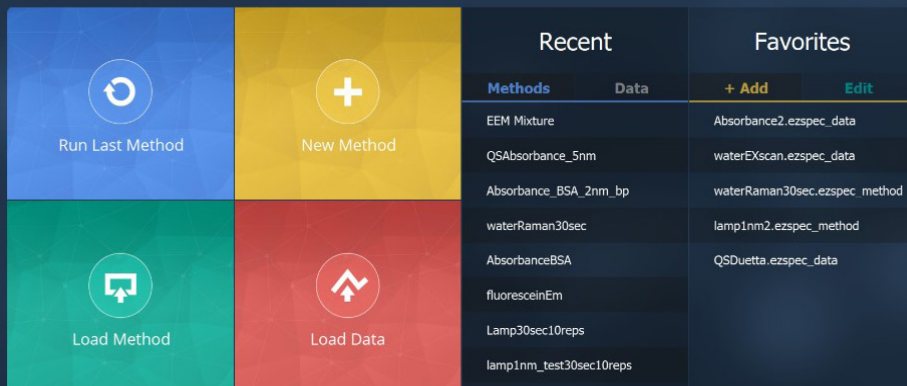 Run Last Method
New Method
Load Method
Load Data
Recent
Methods Data
EEM Mixture
QSAbsorbance_5nm
Absorbance_BSA_2nm_bp
waterRaman30sec
AbsorbanceBSA
fluoresceinEm
Lamp30sec10reps
lamp1nm_test30sec10reps
Favorites
+ Add Edit
Absorbance2.ezspec_data
waterEXscan.ezspec_data
waterRaman30sec.ezspec_method
lamp1nm2.ezspec_method
QSDuetta.ezspec_data